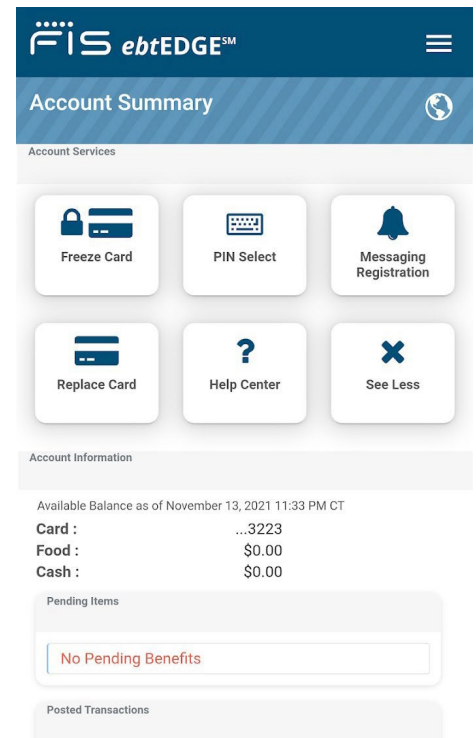 FIS ebtEDGE℠
Account Summary
Account Services
Freeze Card
PIN Select
Messaging
Registration
Replace Card
?
Help Center
See Less
Account Information
Available Balance as of November 13, 2021 11:33 PM CT
Card : ...3223
Food : $0.00
Cash : $0.00
Pending Items
No Pending Benefits
Posted Transactions